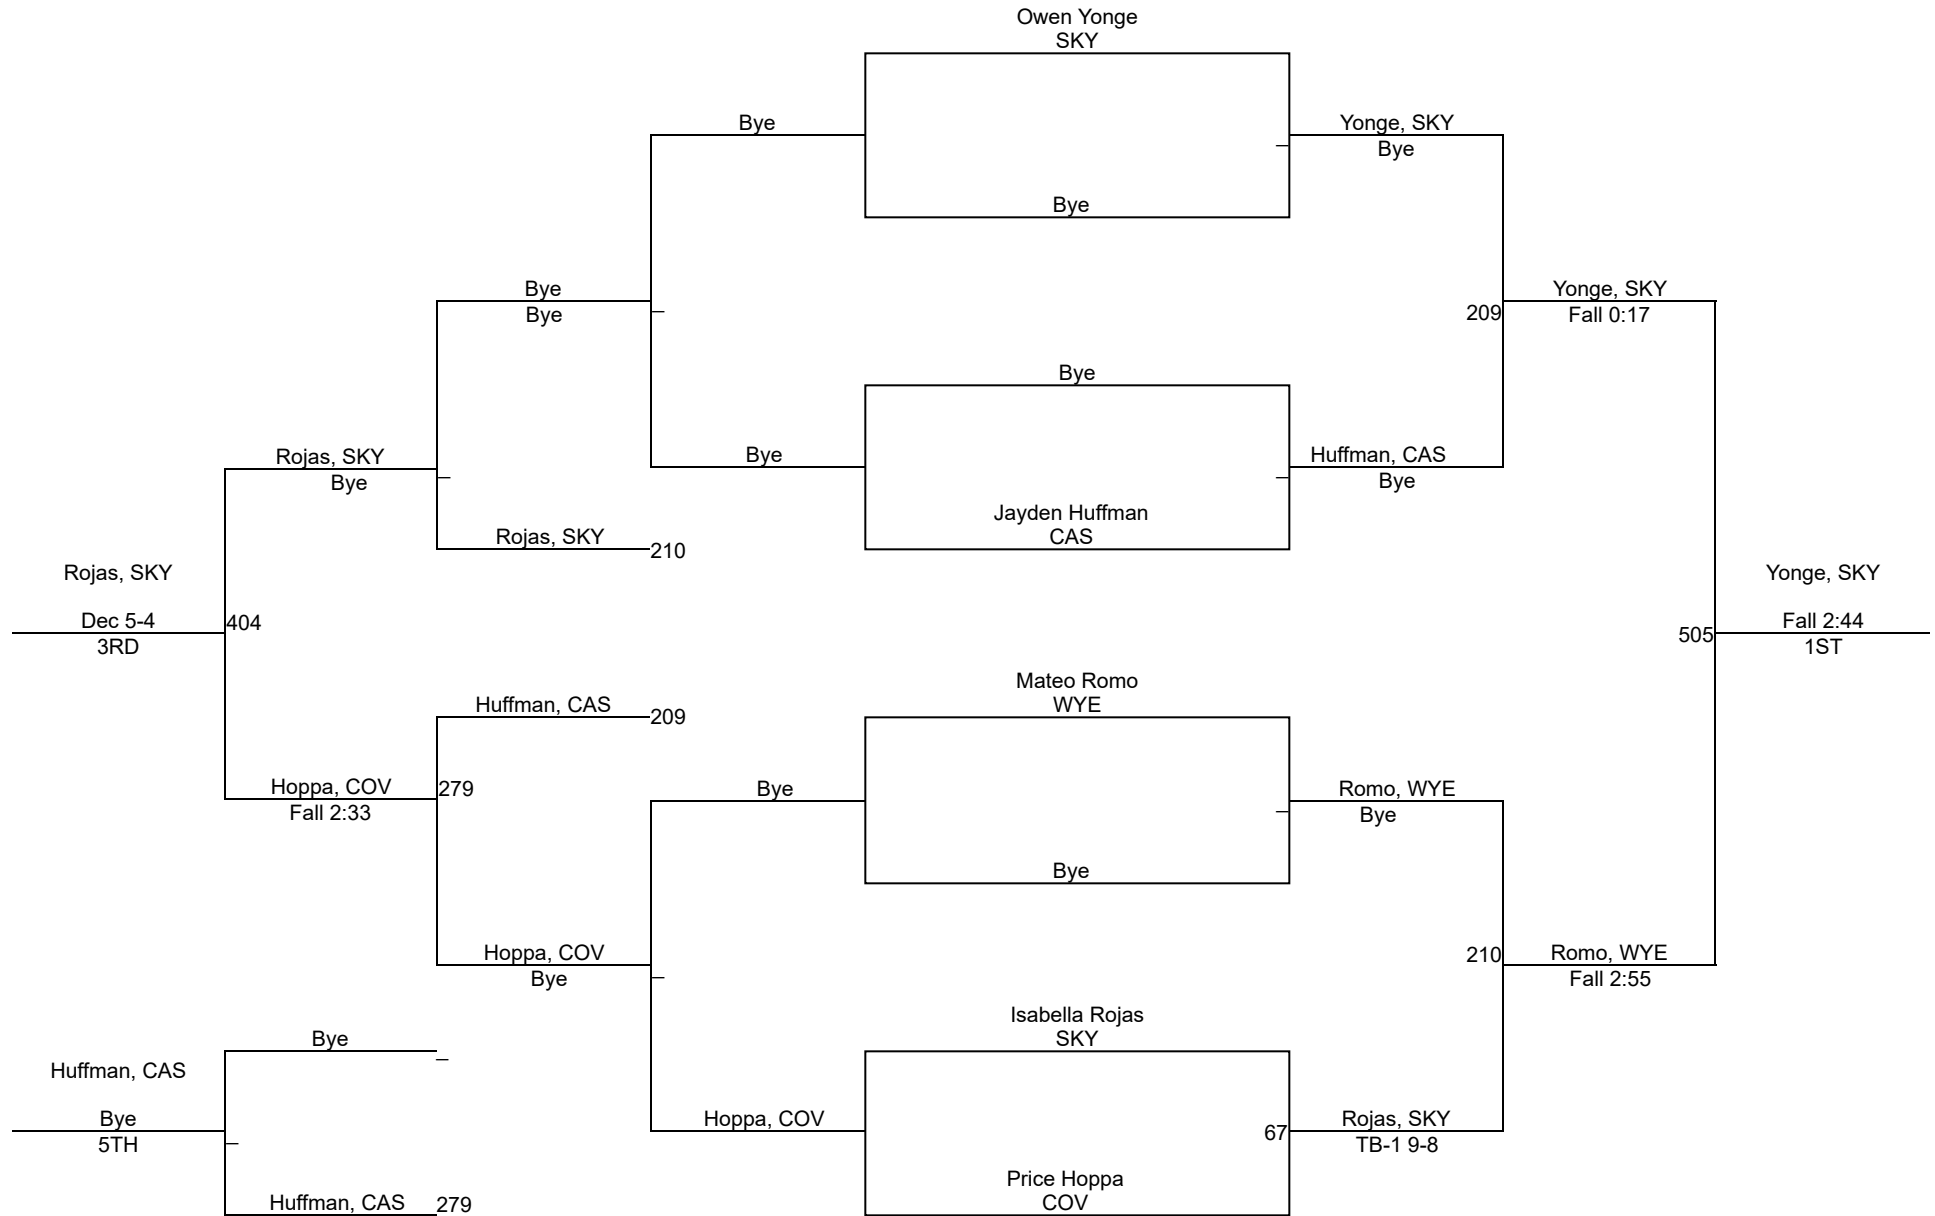 Owen Yonge
SKY
Bye
Yonge, SKY
Bye
Bye
Bye
Bye
Yonge, SKY
209
Fall 0:17
Bye
Rojas, SKY
Bye
Bye
Huffman, CAS
Bye
Jayden Huffman
CAS
Rojas, SKY
210
Rojas, SKY
Yonge, SKY
Dec 5-4
404
3RD
505
Fall 2:44
1ST
Mateo Romo
WYE
Huffman, CAS
209
Hoppa, COV
279
Fall 2:33
Bye
Romo, WYE
Bye
Bye
Hoppa, COV
Bye
210
Romo, WYE
Fall 2:55
Isabella Rojas
SKY
Bye
Huffman, CAS
Bye
5TH
Hoppa, COV
67
Rojas, SKY
TB-1 9-8
Price Hoppa
COV
Huffman, CAS
279